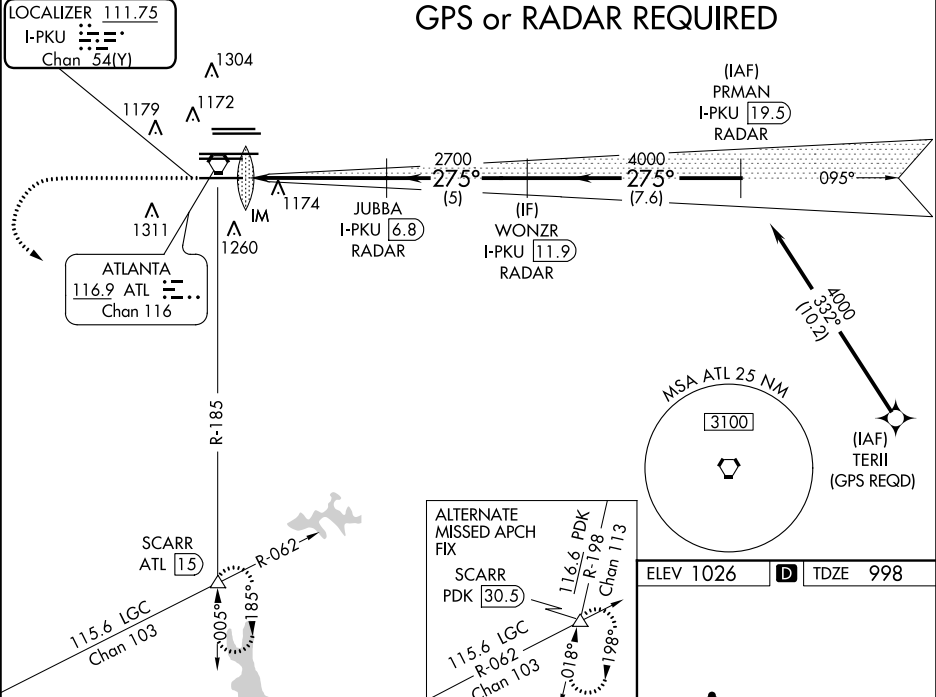 GPS or RADAR REQUIRED
LOCALIZER 111.75
I-PKU
Chan 54(Y)
1304
1179
1172
(IAF)
PRMAN
I-PKU 19.5
RADAR
2700
275°
(5)
4000
275°
(7.6)
095°
IM
1174
1311
1260
JUBBA
I-PKU 6.8
RADAR
(IF)
WONZR
I-PKU 11.9
RADAR
ATLANTA
116.9 ATL
Chan 116
4000
332°
(10.2)
R-185
MSA ATL 25 NM
3100
(IAF)
TERII
(GPS REQD)
SCARR
ATL 15
R-062
115.6 LGC
Chan 103
005°
185°
ALTERNATE
MISSED APCH
FIX
116.6 PDK
R-198
Chan 113
SCARR
PDK 30.5
115.6 LGC
R-062
Chan 103
018°
198°
ELEV 1026
D
TDZE 998